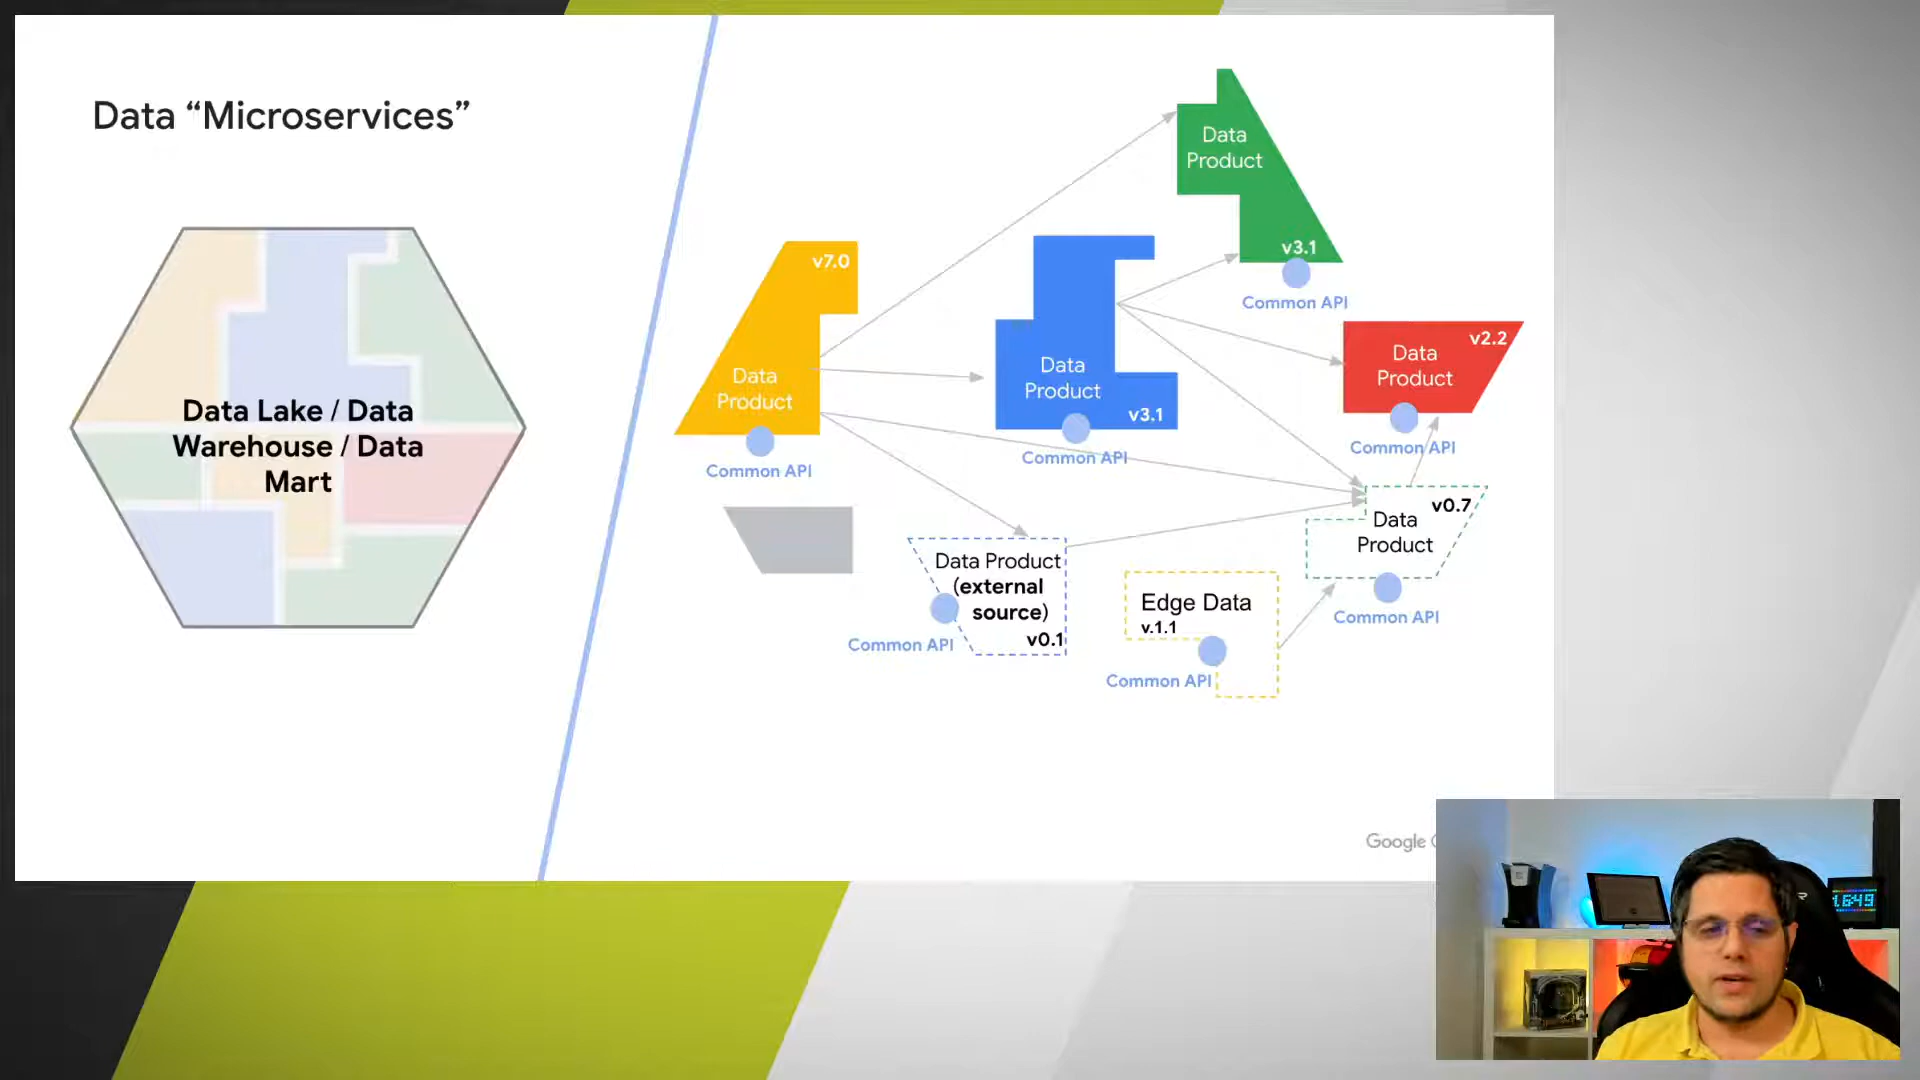 Data “Microservices”
Data Lake / Data
Warehouse / Data
Mart
v7.0
Data
Product
Common API
Data
Product
v3.1
Common API
Data
Product
v3.1
Common API
v2.2
Data
Product
Common API
v0.7
Data
Product
Common API
Data Product
(external
source)
v0.1
Common API
Edge Data
v.1.1
Common API
Google